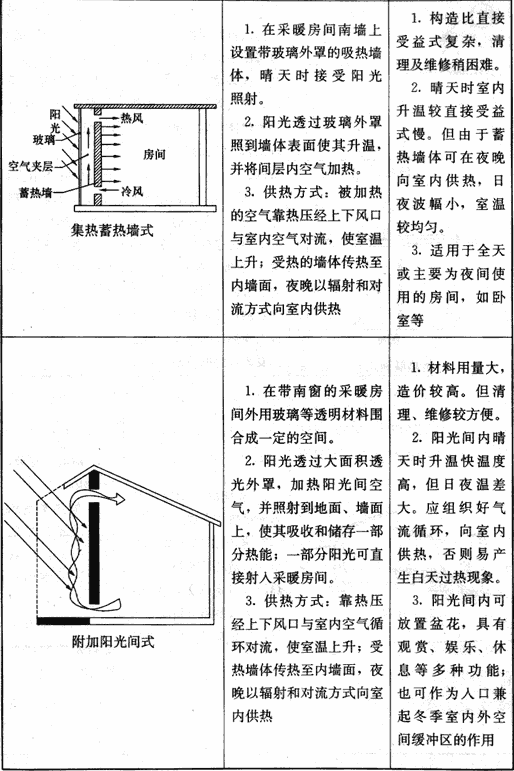 阳
光
玻璃
空气夹层
蓄热墙
热风
房间
冷风
集热蓄热墙式
1. 在采暖房间南墙上
设置带玻璃外罩的吸热墙
体，晴天时接受阳光
照射。
2. 阳光透过玻璃外罩
照到墙体表面使其升温，
并将间层内空气加热。
3. 供热方式：被加热
的空气靠热压经上下风口
与室内空气对流，使室温
上升；受热的墙体传热至
内墙面，夜晚以辐射和对
流方式向室内供热
1. 构造比直接
受益式复杂，清
理及维修稍困难。
2. 晴天时室内
升温较直接受益
式慢。但由于蓄
热墙体可在夜晚
向室内供热，日
夜波幅小，室温
较均匀。
3. 适用于全天
或主要为夜间使
用的房间，如卧
室等
附加阳光间式
1. 在带南窗的采暖房
间外用玻璃等透明材料围
合成一定的空间。
2. 阳光透过大面积透
光外罩，加热阳光间空
气，并照射到地面、墙面
上，使其吸收和储存一部
分热能；一部分阳光可直
接射入采暖房间。
3. 供热方式：靠热压
经上下风口与室内空气循
环对流，使室温上升；受
热墙体传热至内墙面，夜
晚以辐射和对流方式向室
内供热
1. 材料用量大，
造价较高。但清
理、维修较方便。
2. 阳光间内晴
天时升温快温度
高，但日夜温差
大。应组织好气
流循环，向室内
供热，否则易产
生白天过热现象。
3. 阳光间内可
放置盆花，具有
观赏、娱乐、休
息等多种功能；
也可作为人口兼
起冬季室内外空
间缓冲区的作用